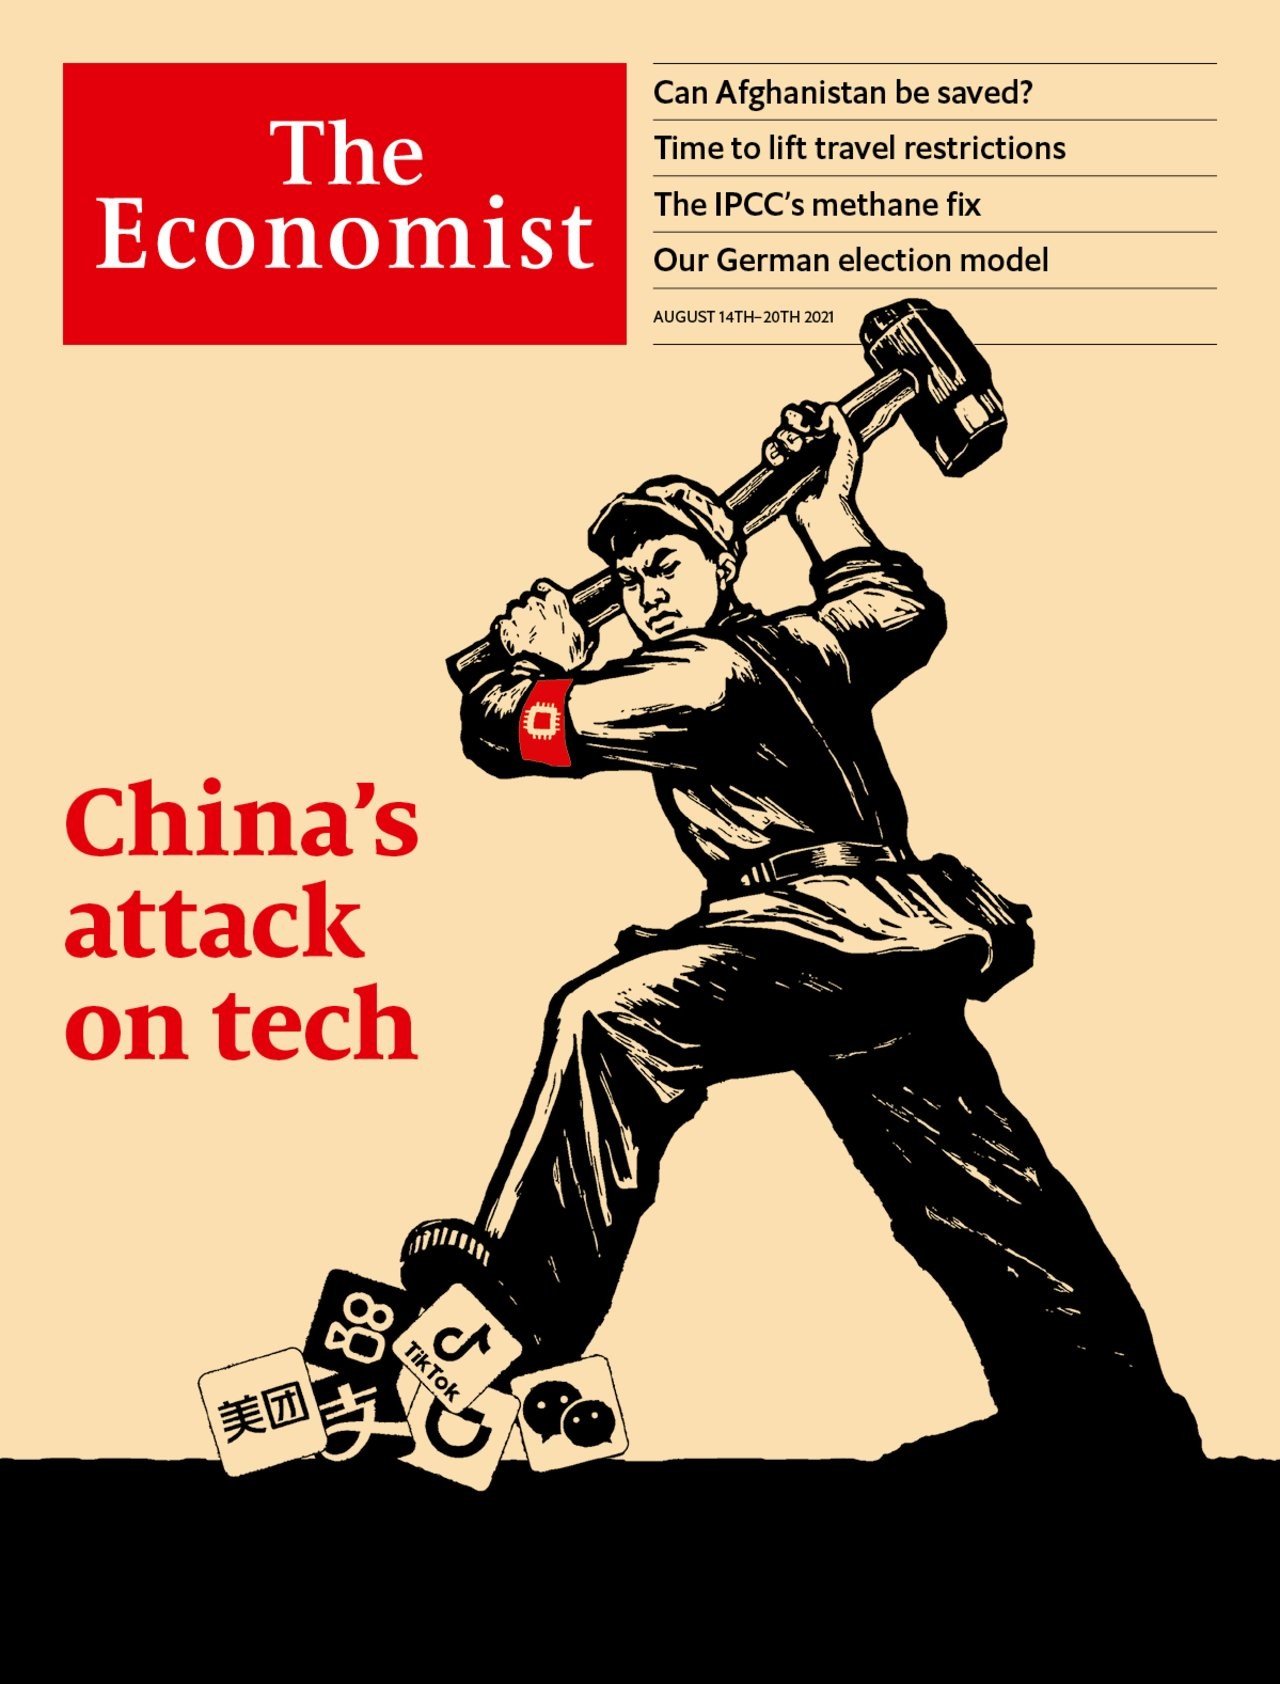 The
Economist
Can Afghanistan be saved?
Time to lift travel restrictions
The IPCC’s methane fix
Our German election model
AUGUST 14TH–20TH 2021
China’s
attack
on tech
TikTok
美团
支